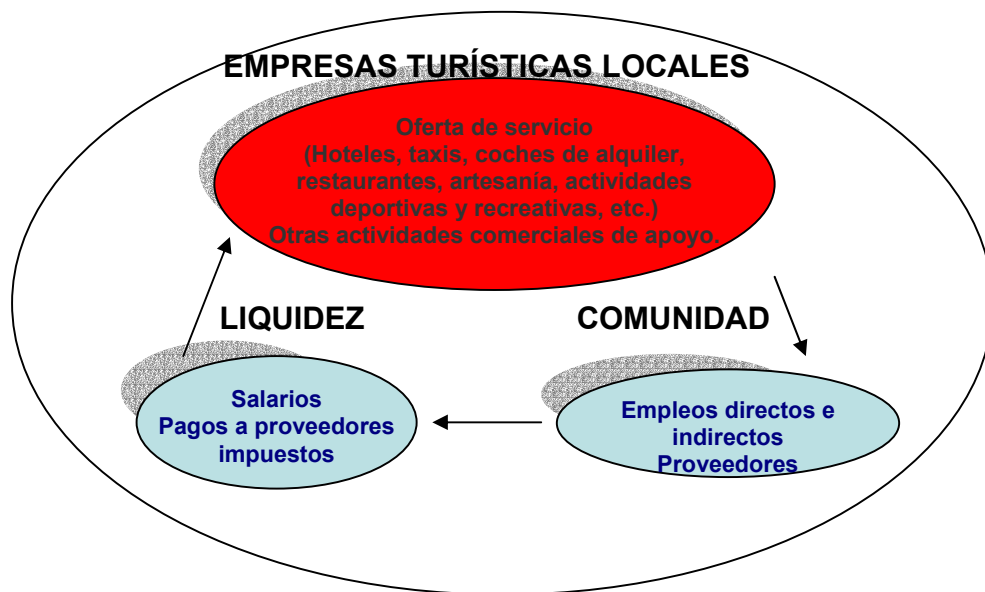 EMPRESAS TURÍSTICAS LOCALES
Oferta de servicio
(Hoteles, taxis, coches de alquiler,
restaurantes, artesanía, actividades
deportivas y recreativas, etc.)
Otras actividades comerciales de apoyo.
LIQUIDEZ
Salarios
Pagos a proveedores
impuestos
COMUNIDAD
Empleos directos e
indirectos
Proveedores